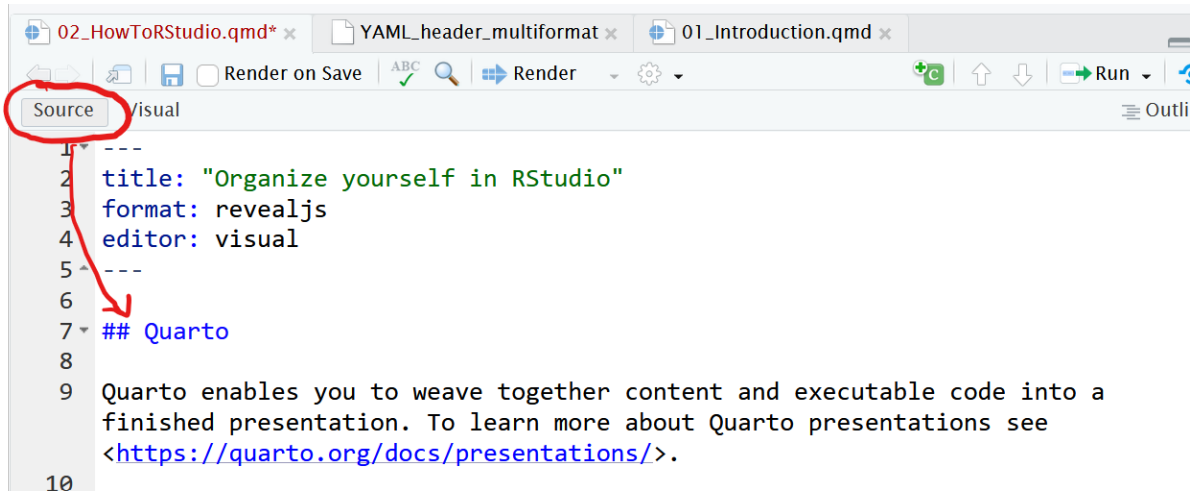 02_HowToRStudio.qmd* × YAML_header_multiformat × 01_Introduction.qmd ×
Render on Save ABC Render C Run
Source Visual Outli
1 ---
2 title: "Organize yourself in RStudio"
3 format: revealjs
4 editor: visual
5 ---
6
7 ## Quarto
8
9 Quarto enables you to weave together content and executable code into a
finished presentation. To learn more about Quarto presentations see
<https://quarto.org/docs/presentations/>.
10